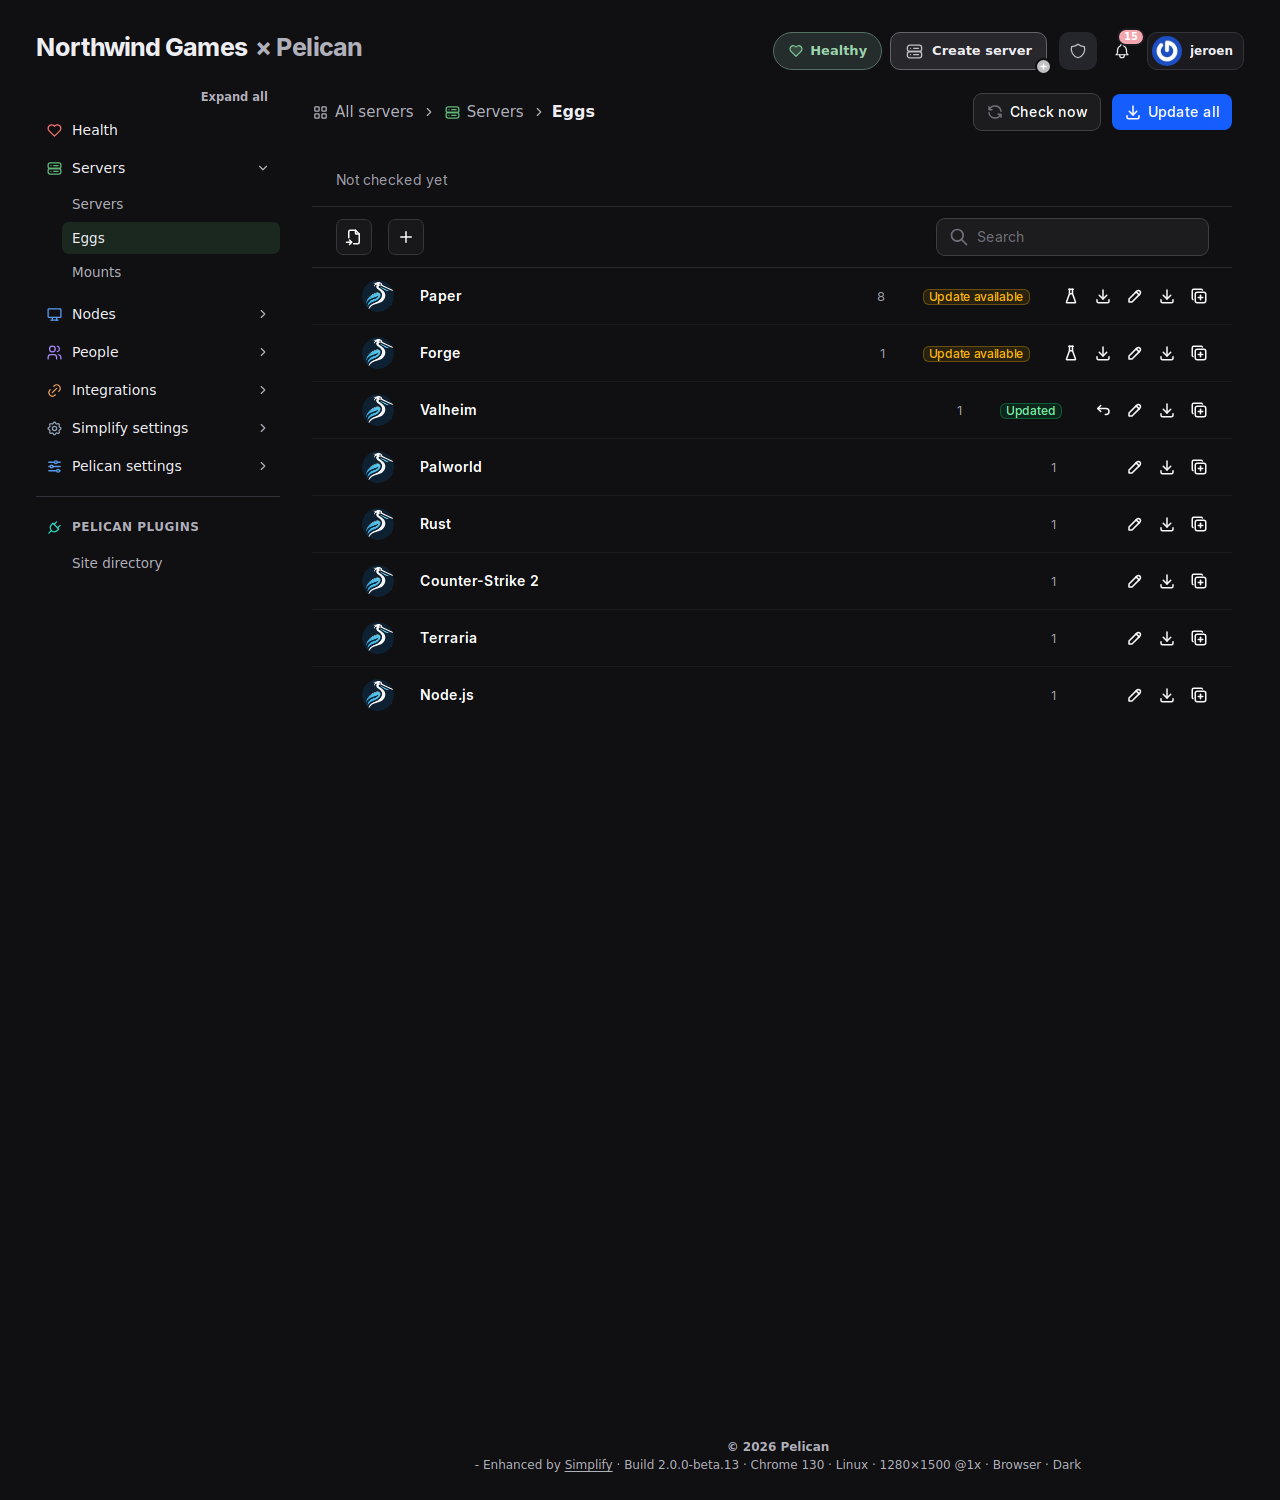 Northwind Games × Pelican
Healthy
Create server
15
jeroen
Expand all
All servers
Servers
Eggs
Check now
Update all
Health
Servers
Servers
Eggs
Mounts
Nodes
People
Integrations
Simplify settings
Pelican settings
PELICAN PLUGINS
Site directory
Not checked yet
Search
Paper 8 Update available
Forge 1 Update available
Valheim 1 Updated
Palworld 1
Rust 1
Counter-Strike 2 1
Terraria 1
Node.js 1
© 2026 Pelican
- Enhanced by Simplify · Build 2.0.0-beta.13 · Chrome 130 · Linux · 1280×1500 @1x · Browser · Dark